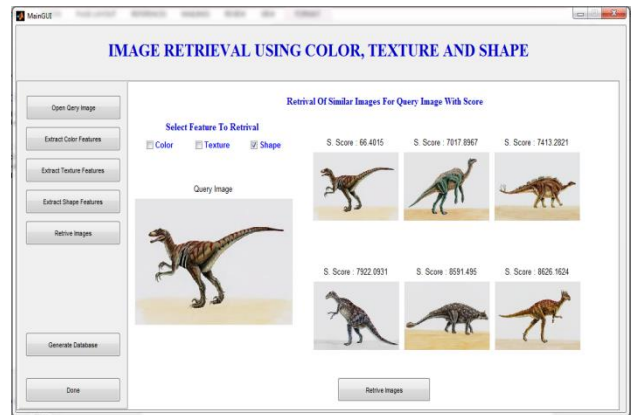 MainGUI
IMAGE RETRIEVAL USING COLOR, TEXTURE AND SHAPE
Open Qery Image
Extract Color Features
Extract Texture Features
Extract Shape Features
Retrive Images
Generate Database
Done
Retrival Of Similar Images For Query Image With Score
Select Feature To Retrival
Color Texture Shape
Query Image
S. Score : 66.4015 S. Score : 7017.8967 S. Score : 7413.2821
S. Score : 7922.0931 S. Score : 8591.495 S. Score : 8626.1624
Retrive Images